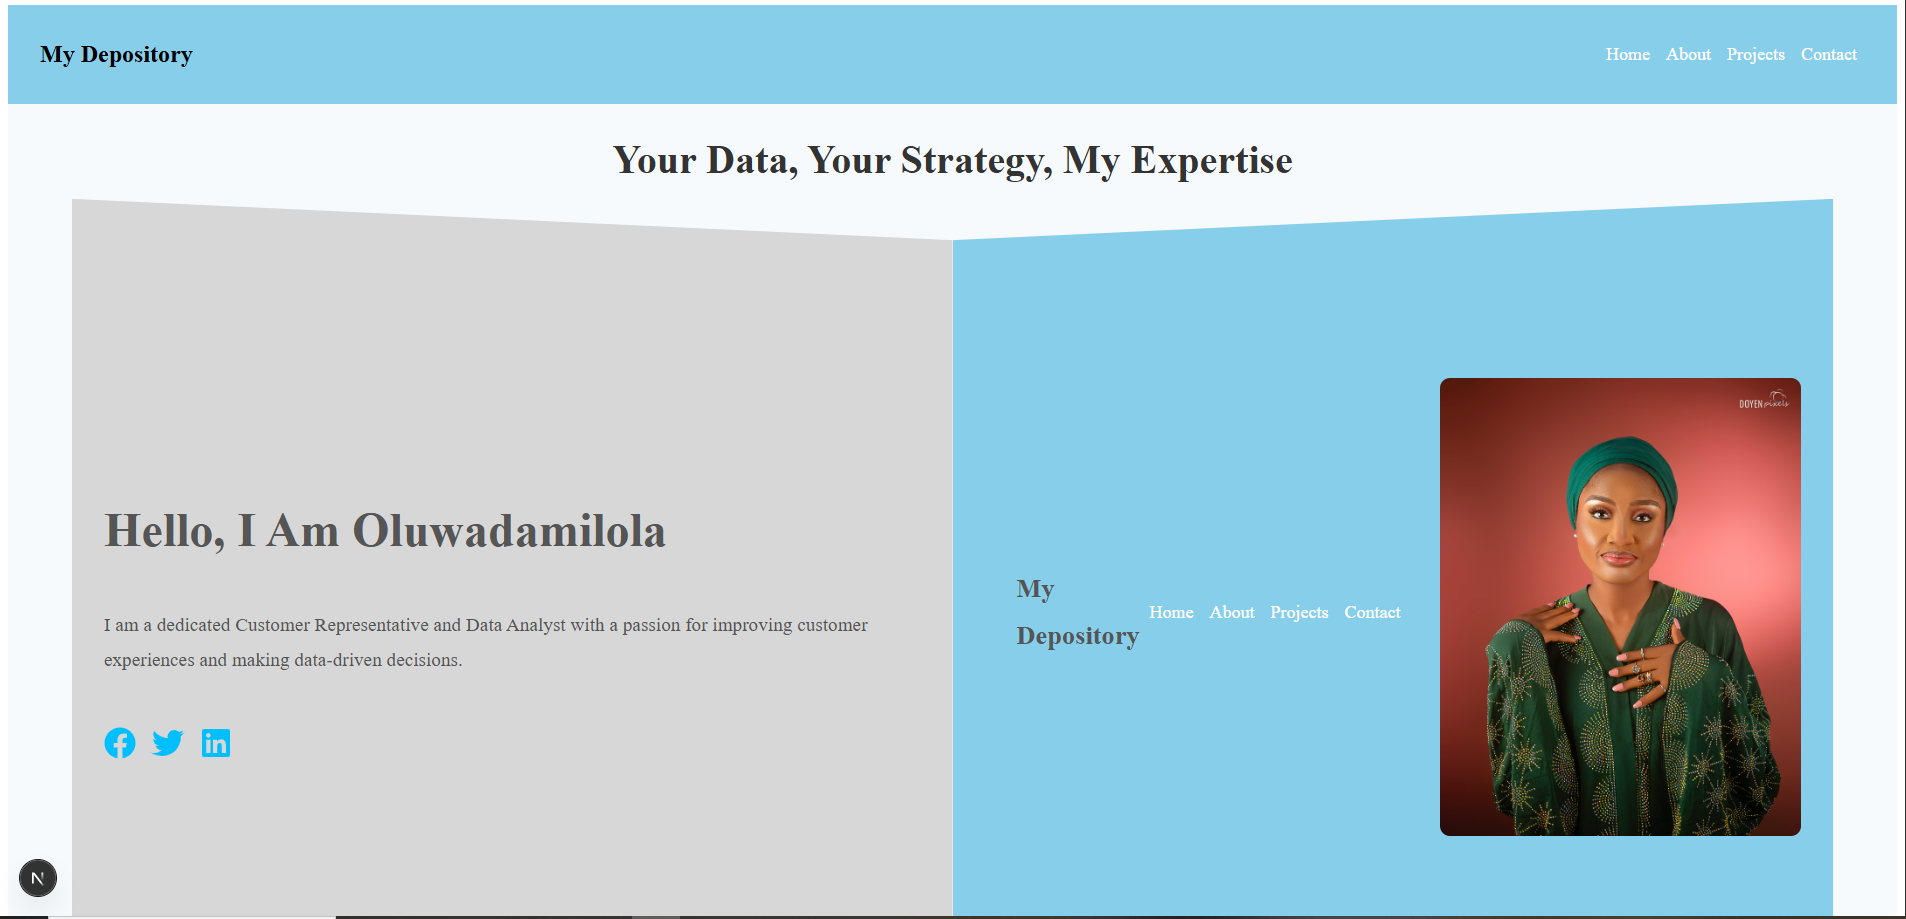 My Depository
Home About Projects Contact
Your Data, Your Strategy, My Expertise
Hello, I Am Oluwadamilola
I am a dedicated Customer Representative and Data Analyst with a passion for improving customer
experiences and making data-driven decisions.
My
Depository
Home About Projects Contact
DOYEN pixels
N